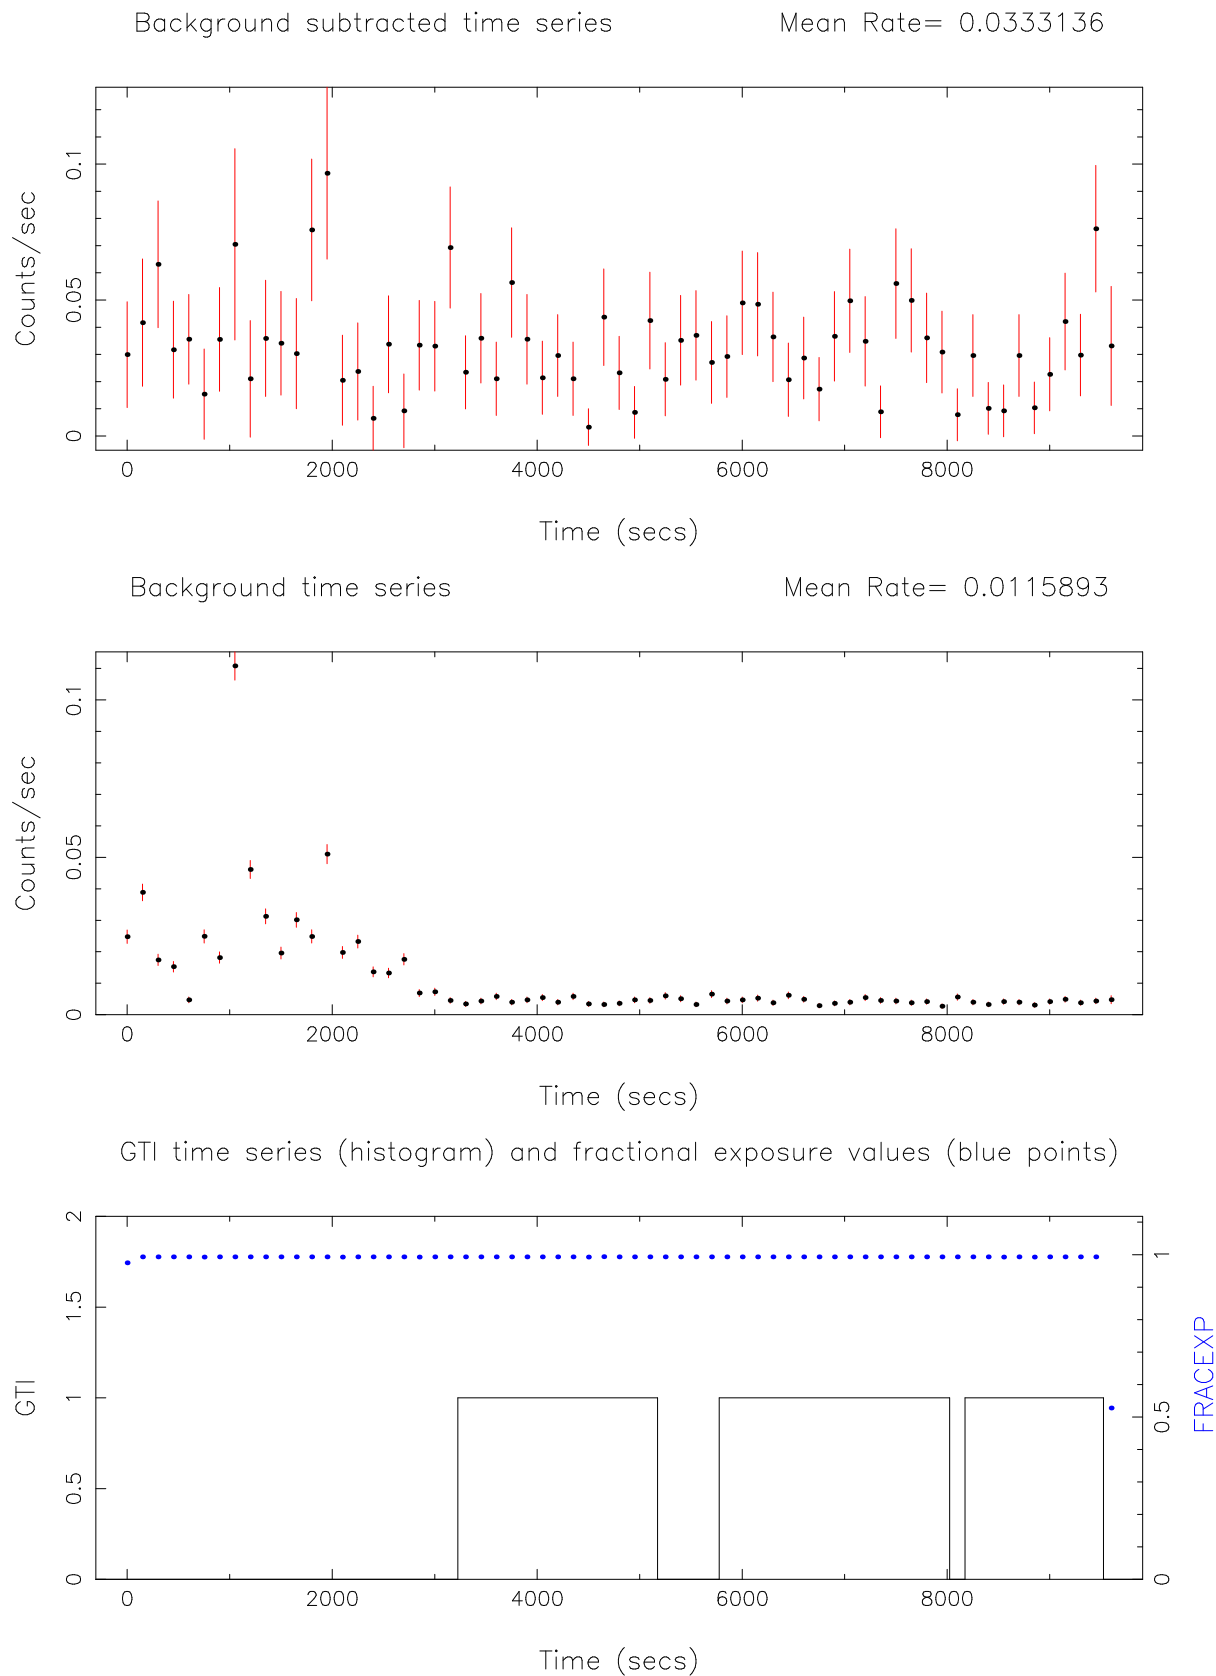 Background subtracted time series Mean Rate= 0.0333136
0.1
0.05
0
Counts/sec
0 2000 4000 6000 8000
Time (secs)
Background time series Mean Rate= 0.0115893
0.1
0.05
0
Counts/sec
0 2000 4000 6000 8000
Time (secs)
GTI time series (histogram) and fractional exposure values (blue points)
2
1.5
1
0.5
0
GTI
1
0.5
0
FRACEXP
0 2000 4000 6000 8000
Time (secs)